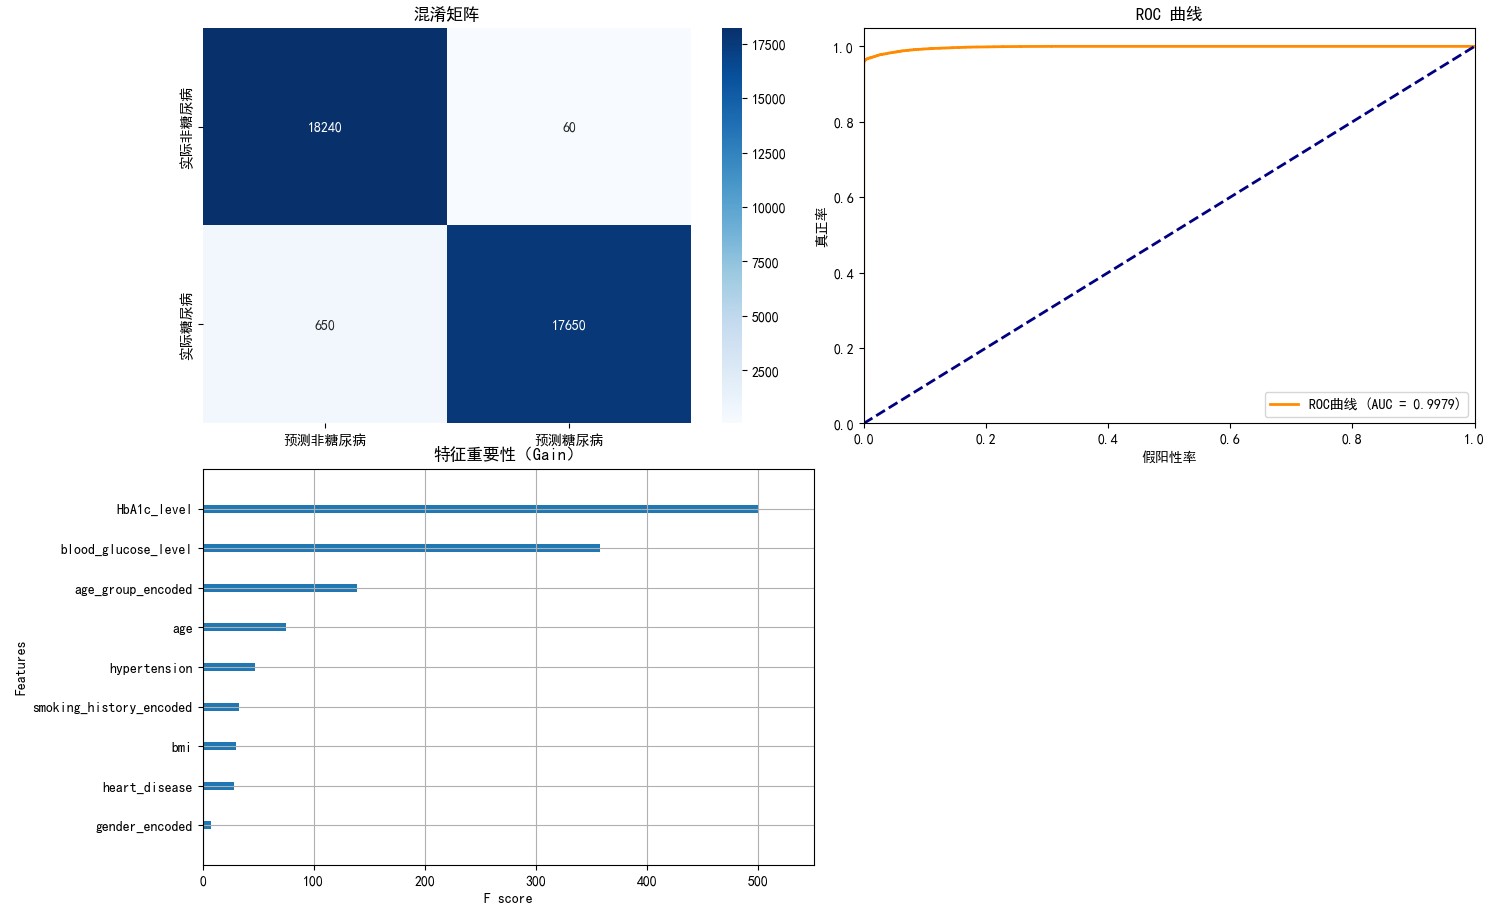 混淆矩阵
实际非糖尿病
实际糖尿病
18240
60
650
17650
预测非糖尿病
预测糖尿病
17500
15000
12500
10000
7500
5000
2500
ROC 曲线
真正率
1.0
0.8
0.6
0.4
0.2
0.0
0.0
0.2
0.4
0.6
0.8
1.0
假阳性率
ROC曲线 (AUC = 0.9979)
特征重要性（Gain）
Features
HbA1c_level
blood_glucose_level
age_group_encoded
age
hypertension
smoking_history_encoded
bmi
heart_disease
gender_encoded
0
100
200
300
400
500
F score